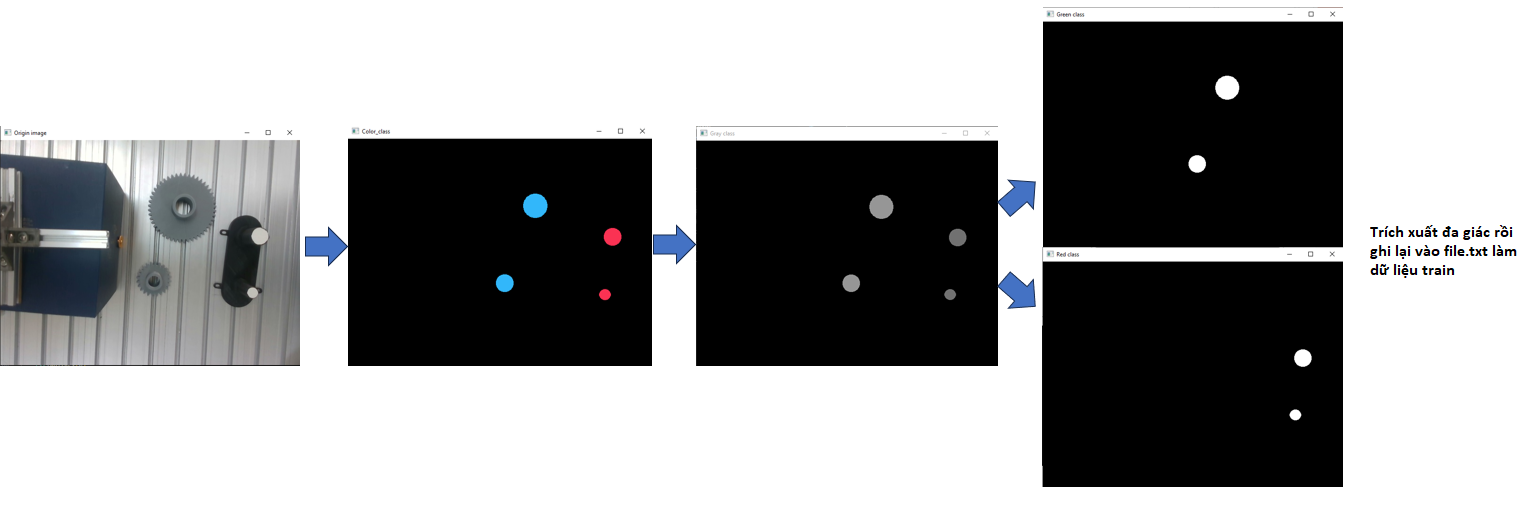 Origin image
Color_class
Gray class
Green class
Red class
Trích xuất đa giác rồi
ghi lại vào file.txt làm
dữ liệu train